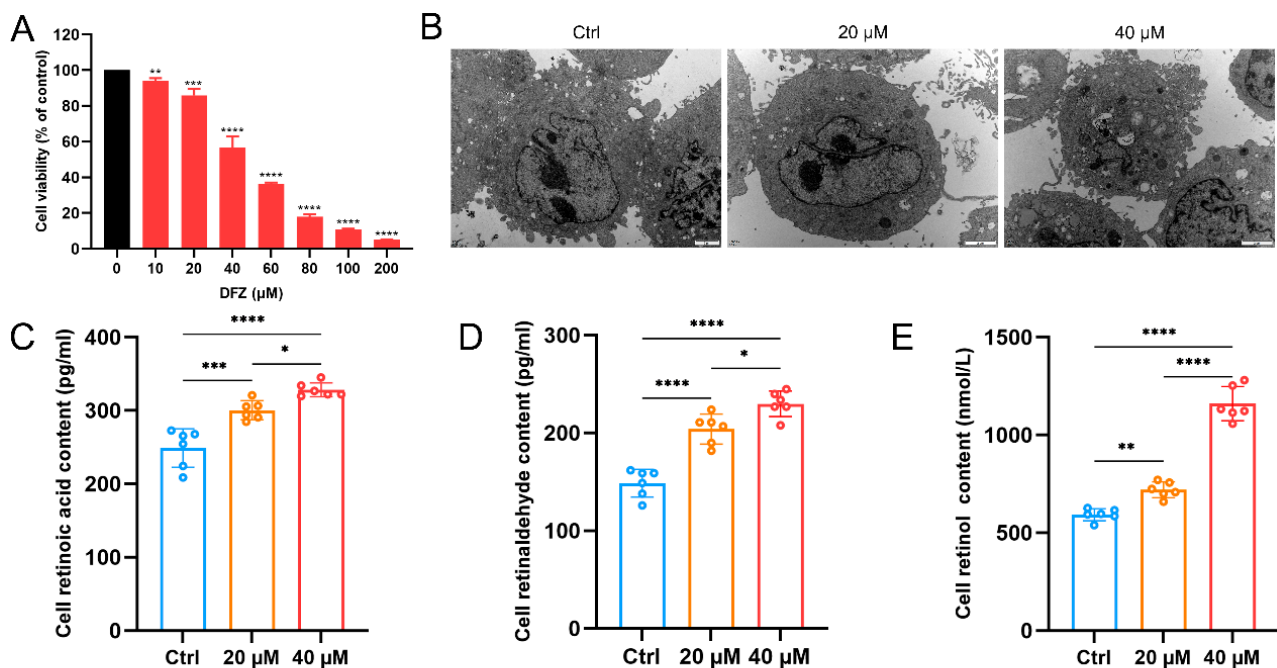 A
Cell viability (% of control)
120
100
80
60
40
20
0
**
***
****
****
****
****
****
0 10 20 40 60 80 100 200
DFZ (μM)
B
Ctrl 20 μM 40 μM
C
Cell retinoic acid content (pg/ml)
400
300
200
100
0
****
***
*
Ctrl 20 μM 40 μM
D
Cell retinaldehyde content (pg/ml)
300
200
100
0
****
****
*
Ctrl 20 μM 40 μM
E
Cell retinol content (nmol/L)
1500
1000
500
0
****
****
**
Ctrl 20 μM 40 μM